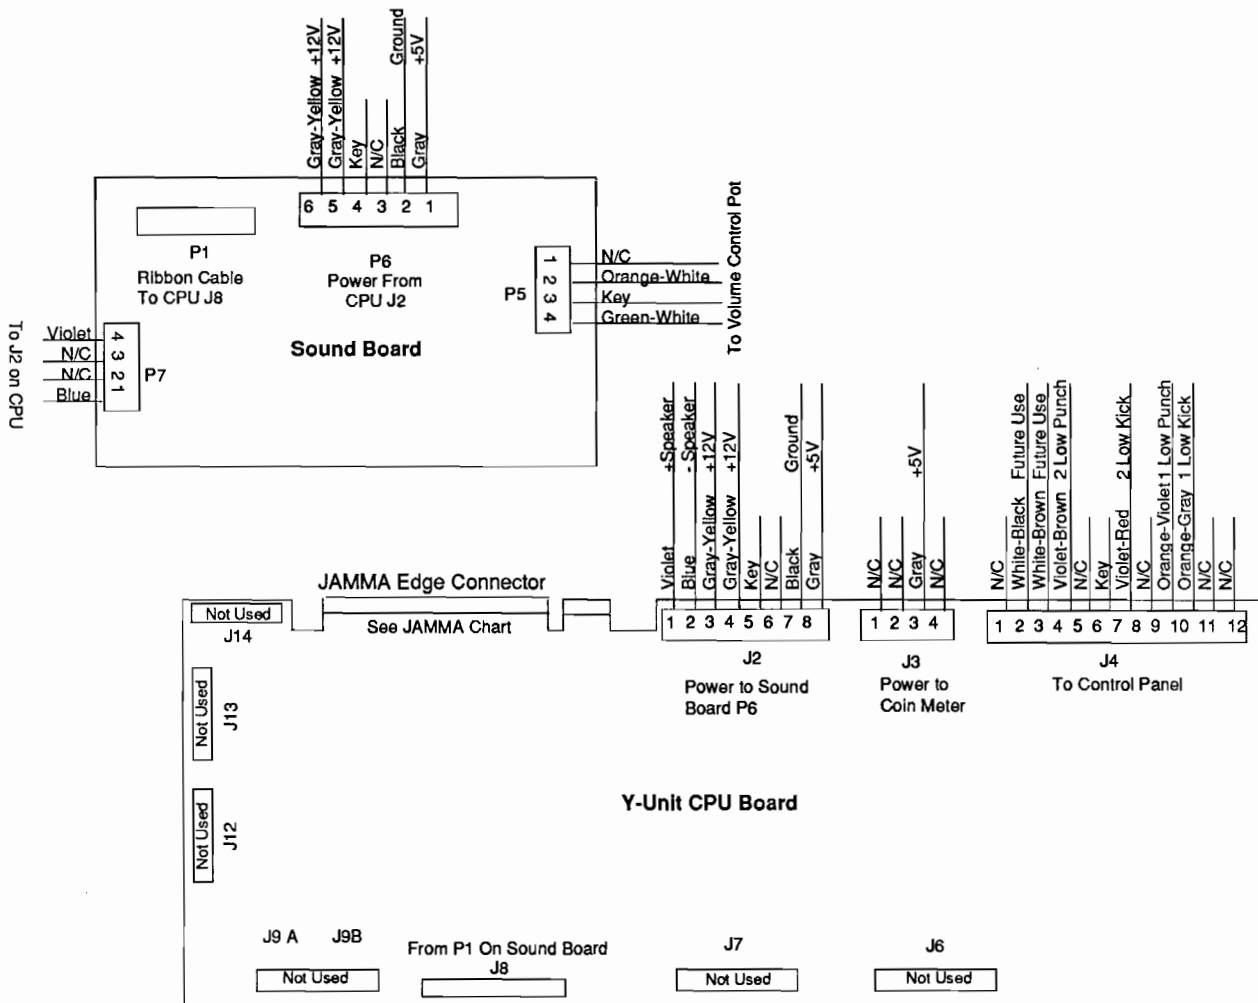 Gray-Yellow +12V
Gray-Yellow +12V
Key
N/C
Black Ground
Gray +5V
6 5 4 3 2 1
P1
Ribbon Cable
To CPU J8
P6
Power From
CPU J2
P5
1 N/C
2 Orange-White
3 Key
4 Green-White
To Volume Control Pot
Sound Board
To J2 on CPU
Violet 4
N/C 3
N/C 2
Blue 1
P7
Violet +Speaker
Blue - Speaker
Gray-Yellow +12V
Gray-Yellow +12V
Key
N/C
Black Ground
Gray +5V
1 2 3 4 5 6 7 8
J2
Power to Sound
Board P6
N/C
N/C
Gray +5V
N/C
1 2 3 4
J3
Power to
Coin Meter
N/C
White-Black Future Use
White-Brown Future Use
Violet-Brown 2 Low Punch
N/C
Key
Violet-Red 2 Low Kick
N/C
Orange-Violet 1 Low Punch
Orange-Gray 1 Low Kick
N/C
N/C
1 2 3 4 5 6 7 8 9 10 11 12
J4
To Control Panel
JAMMA Edge Connector
See JAMMA Chart
Not Used
J14
Not Used
J13
Not Used
J12
Y-Unit CPU Board
J9 A J9B
Not Used
From P1 On Sound Board
J8
J7
Not Used
J6
Not Used